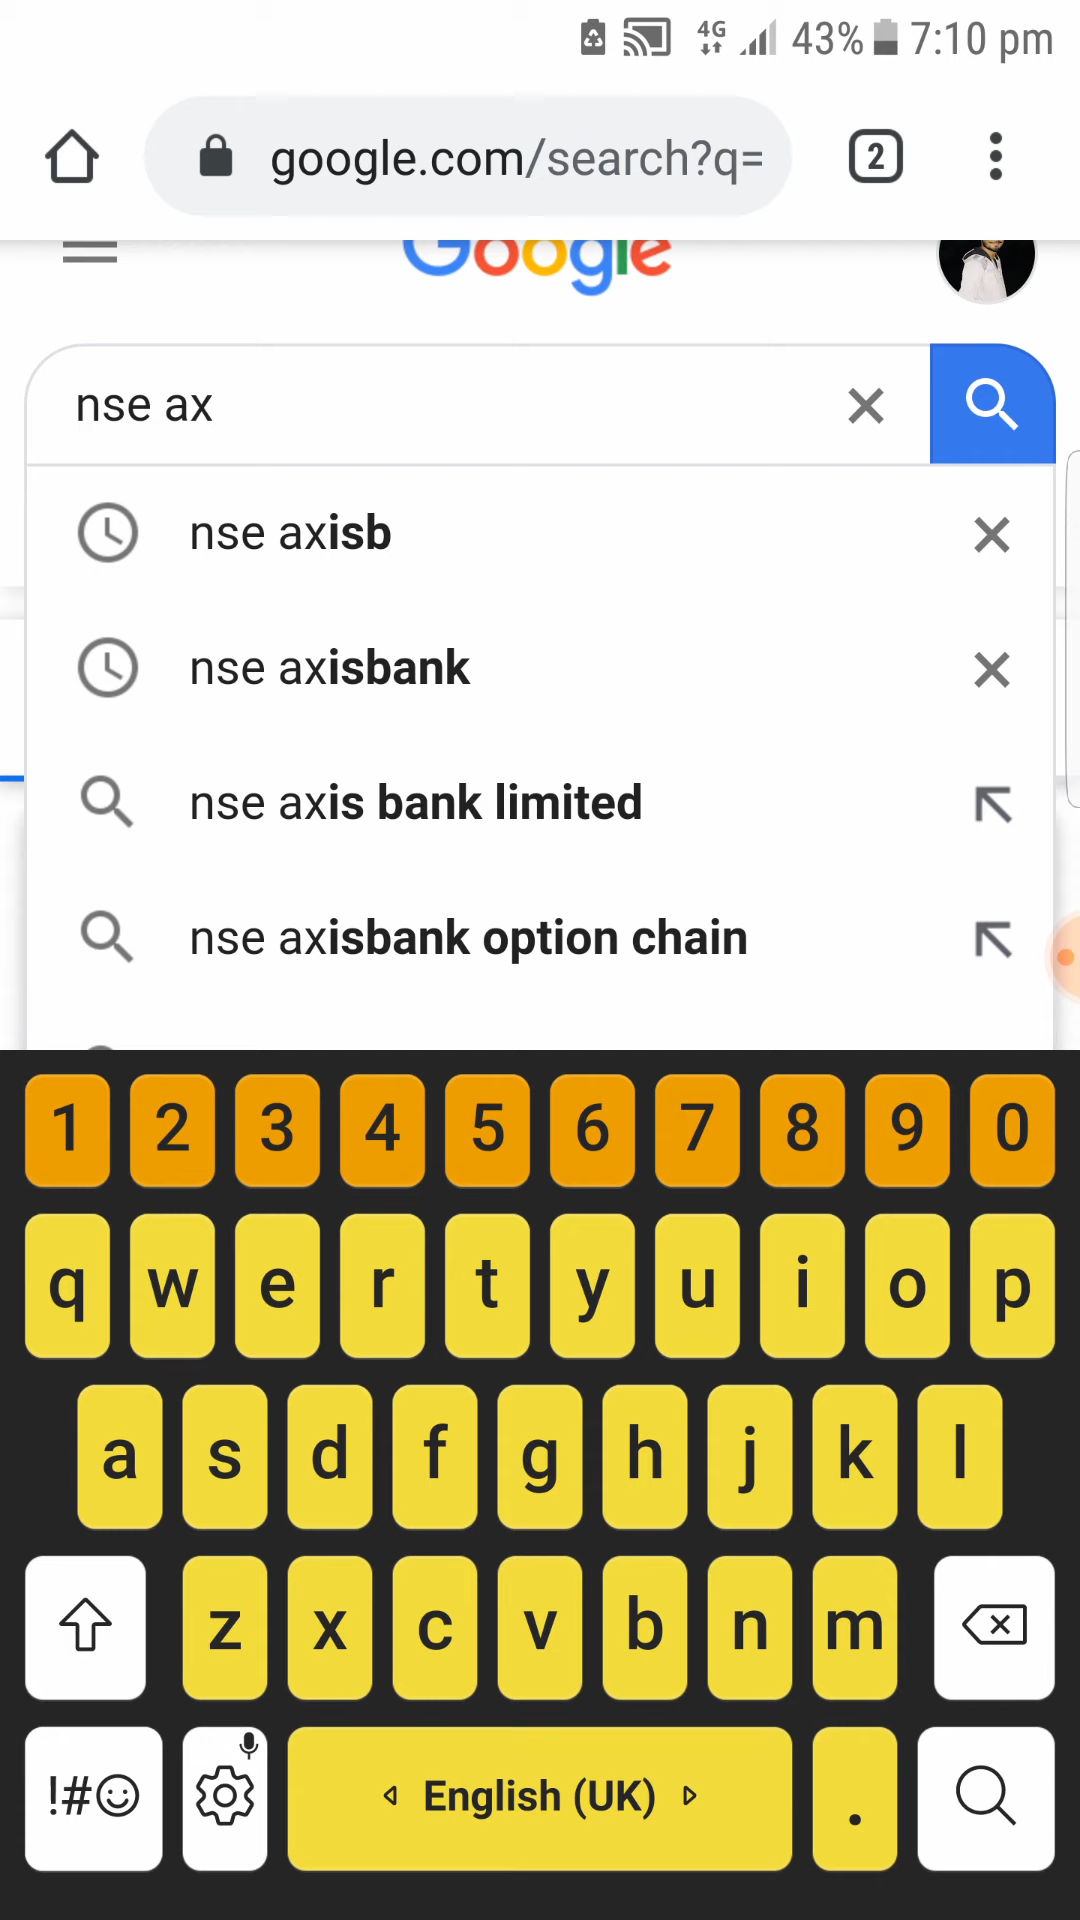 4G 43% 7:10 pm
google.com/search?q= 2
Google
nse ax
nse axisb
nse axisbank
nse axis bank limited
nse axisbank option chain
1 2 3 4 5 6 7 8 9 0
q w e r t y u i o p
a s d f g h j k l
z x c v b n m
!#☺ English (UK) .